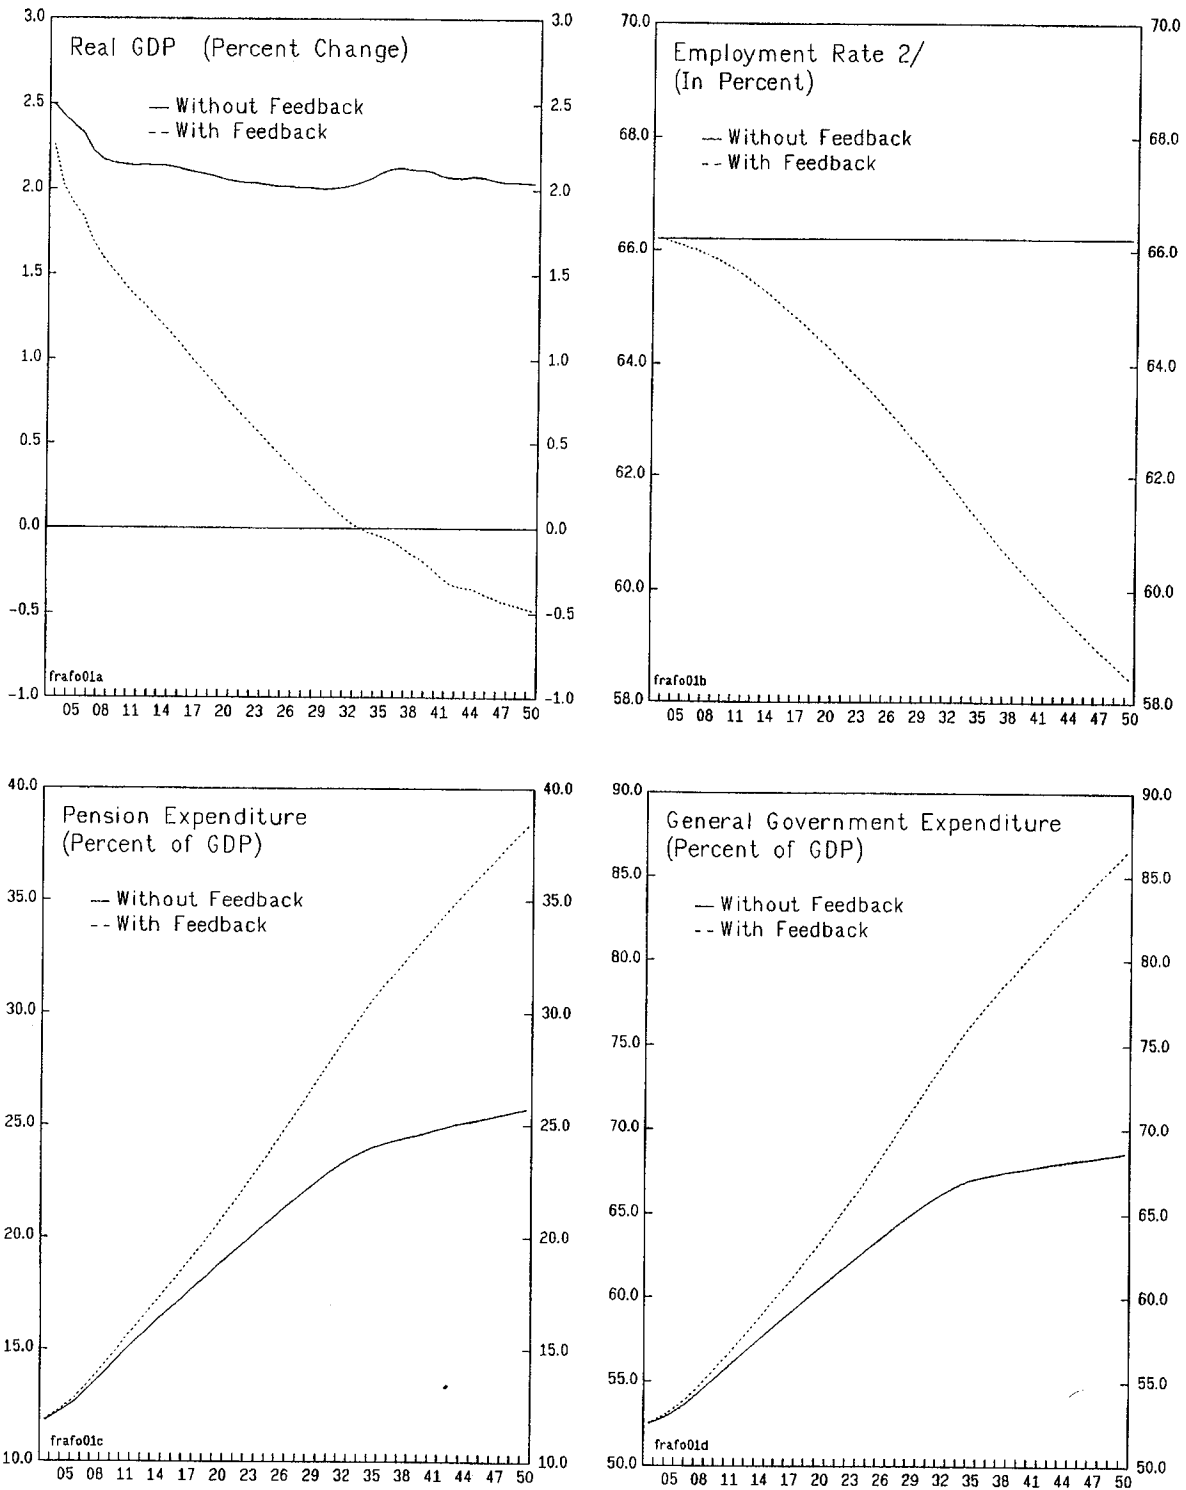 Real GDP (Percent Change)
— Without Feedback
--- With Feedback
3.0
2.5
2.0
1.5
1.0
0.5
0.0
-0.5
-1.0
3.0
2.5
2.0
1.5
1.0
0.5
0.0
-0.5
-1.0
frafo01a
05 08 11 14 17 20 23 26 29 32 35 38 41 44 47 50
Employment Rate 2/
(In Percent)
— Without Feedback
-- With Feedback
70.0
68.0
66.0
64.0
62.0
60.0
58.0
70.0
68.0
66.0
64.0
62.0
60.0
58.0
frafo01b
05 08 11 14 17 20 23 26 29 32 35 38 41 44 47 50
Pension Expenditure
(Percent of GDP)
— Without Feedback
-- With Feedback
40.0
35.0
30.0
25.0
20.0
15.0
10.0
40.0
35.0
30.0
25.0
20.0
15.0
10.0
frafo01c
05 08 11 14 17 20 23 26 29 32 35 38 41 44 47 50
General Government Expenditure
(Percent of GDP)
— Without Feedback
-- With Feedback
90.0
85.0
80.0
75.0
70.0
65.0
60.0
55.0
50.0
90.0
85.0
80.0
75.0
70.0
65.0
60.0
55.0
50.0
frafo01d
05 08 11 14 17 20 23 26 29 32 35 38 41 44 47 50